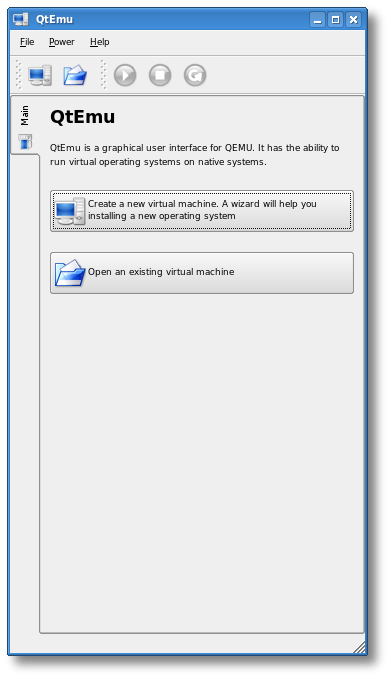 QtEmu
File Power Help
Main
QtEmu
QtEmu is a graphical user interface for QEMU. It has the ability to
run virtual operating systems on native systems.
Create a new virtual machine. A wizard will help you
installing a new operating system
Open an existing virtual machine